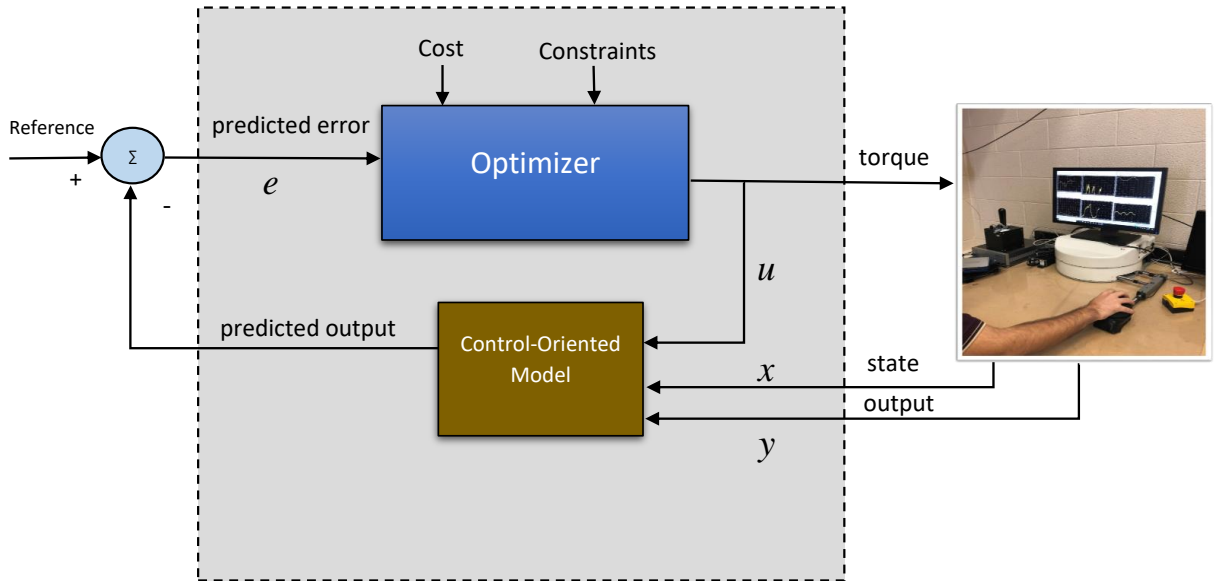 Cost
Constraints
Reference
+
Σ
-
predicted error
e
Optimizer
torque
u
predicted output
Control-Oriented
Model
x
state
output
y